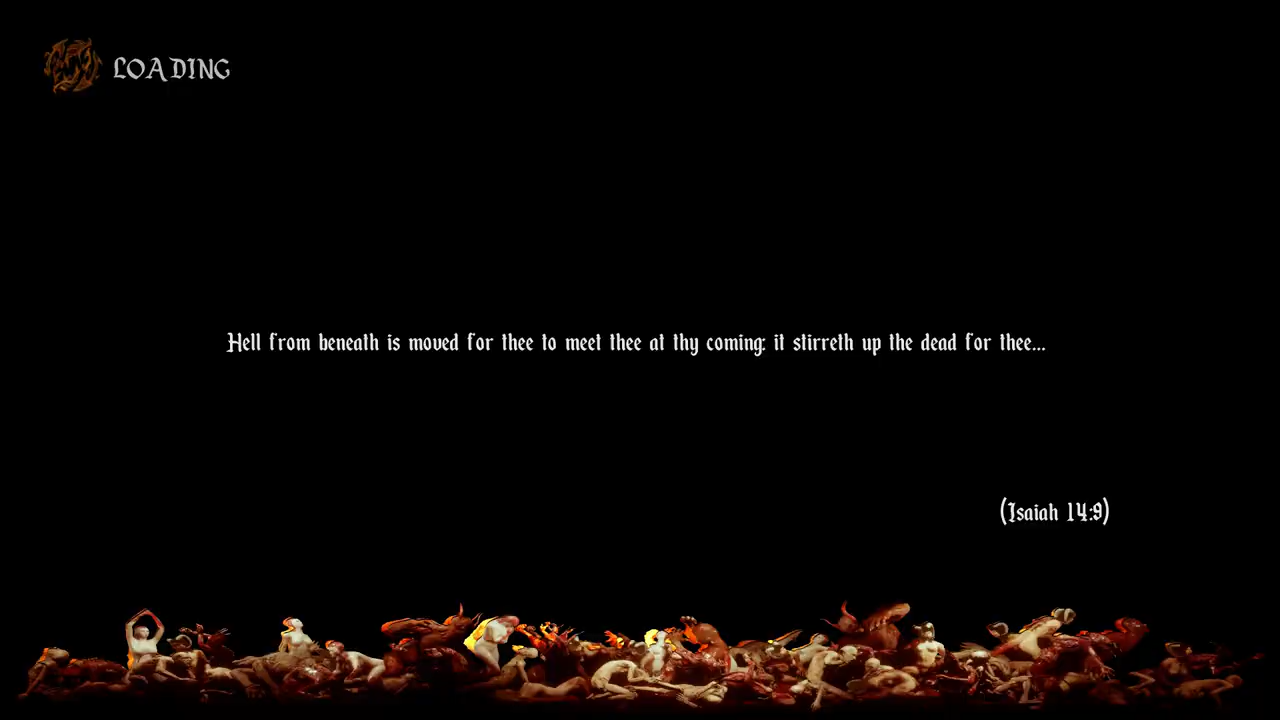 LOADING
Hell from beneath is moved for thee to meet thee at thy coming: it stirreth up the dead for thee...
(Isaiah 14:9)